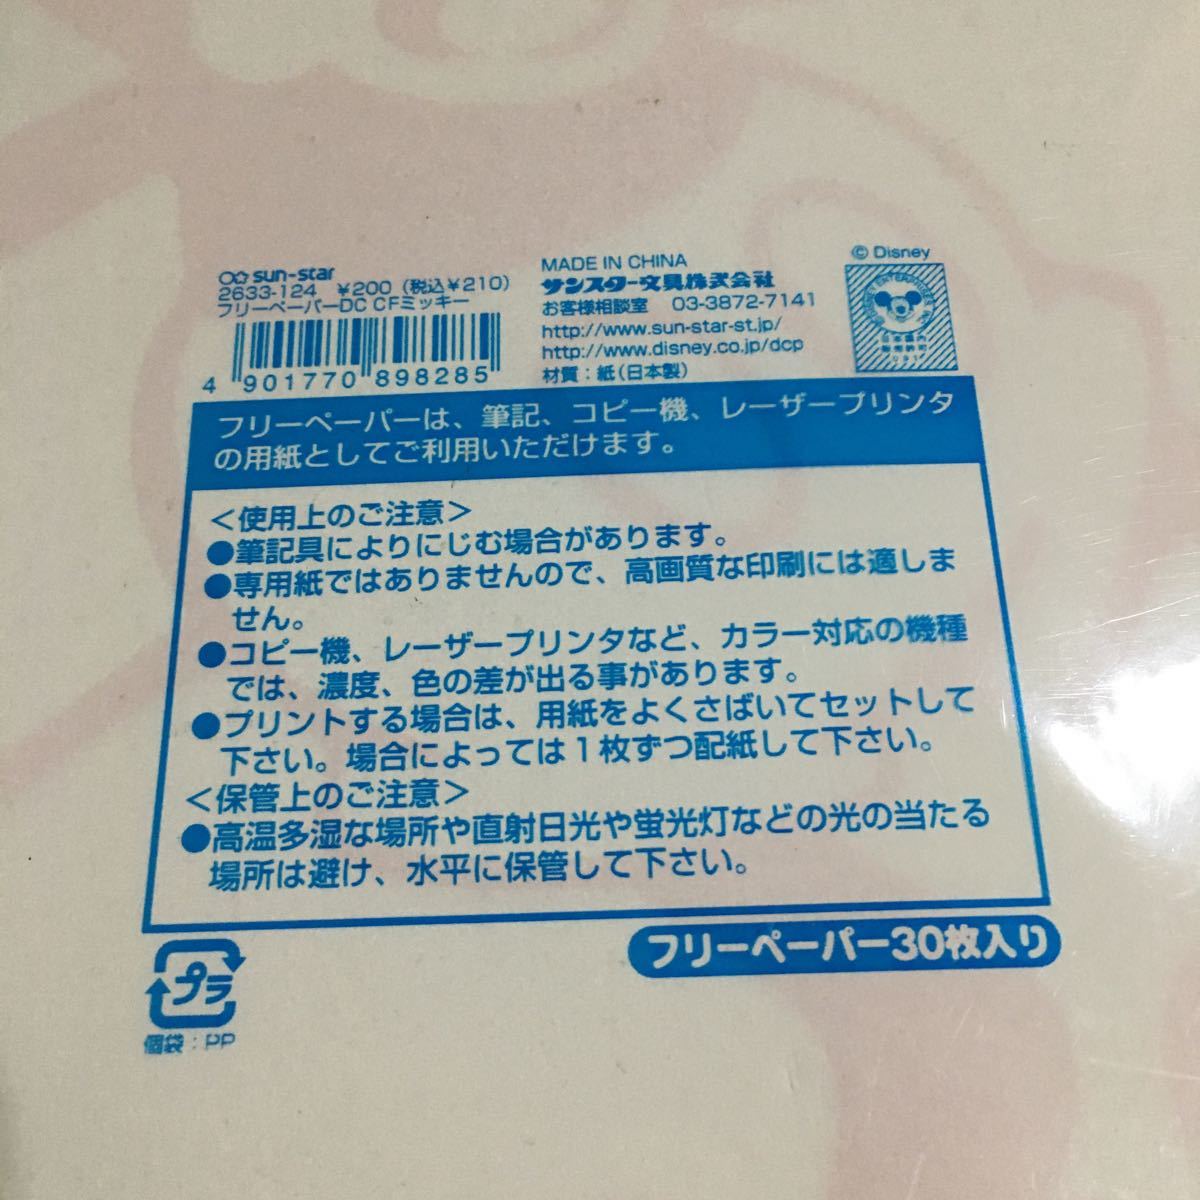 sun-star
2633-124 ¥200 (税込¥210)
フリーペーパーDC CFミッキー
4 901770 898285
MADE IN CHINA
サンスター文具株式会社
お客様相談室 03-3872-7141
http://www.sun-star-st.jp/
http://www.disney.co.jp/dcp
材質：紙(日本製)
© Disney
フリーペーパーは、筆記、コピー機、レーザープリンタ
の用紙としてご利用いただけます。
＜使用上のご注意＞
●筆記具によりにじむ場合があります。
●専用紙ではありませんので、高画質な印刷には適しま
せん。
●コピー機、レーザープリンタなど、カラー対応の機種
では、濃度、色の差が出る事があります。
●プリントする場合は、用紙をよくさばいてセットして
下さい。場合によっては1枚ずつ配紙して下さい。
＜保管上のご注意＞
●高温多湿な場所や直射日光や蛍光灯などの光の当たる
場所は避け、水平に保管して下さい。
フリーペーパー30枚入り
プラ
個袋：PP